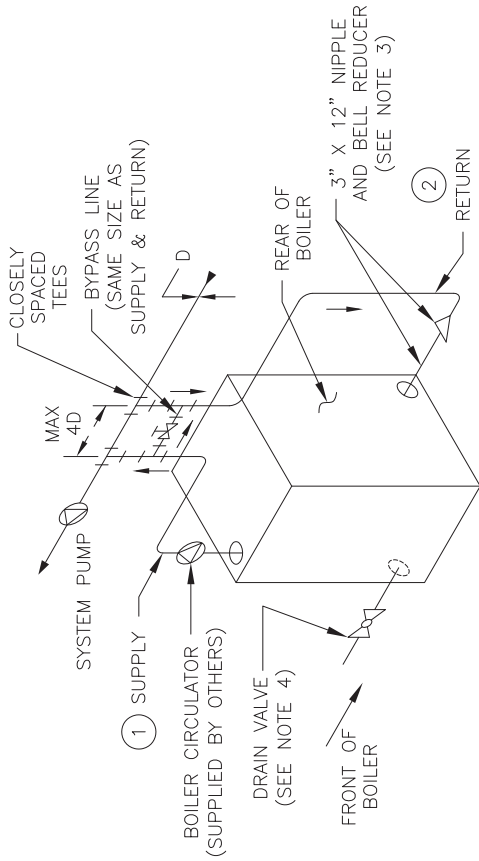 CLOSELY
SPACED
TEES
BYPASS LINE
(SAME SIZE AS
SUPPLY & RETURN)
D
MAX
4D
SYSTEM PUMP
1 SUPPLY
BOILER CIRCULATOR
(SUPPLIED BY OTHERS)
DRAIN VALVE
(SEE NOTE 4)
FRONT OF
BOILER
REAR OF
BOILER
3" X 12" NIPPLE
AND BELL REDUCER
(SEE NOTE 3)
2
RETURN